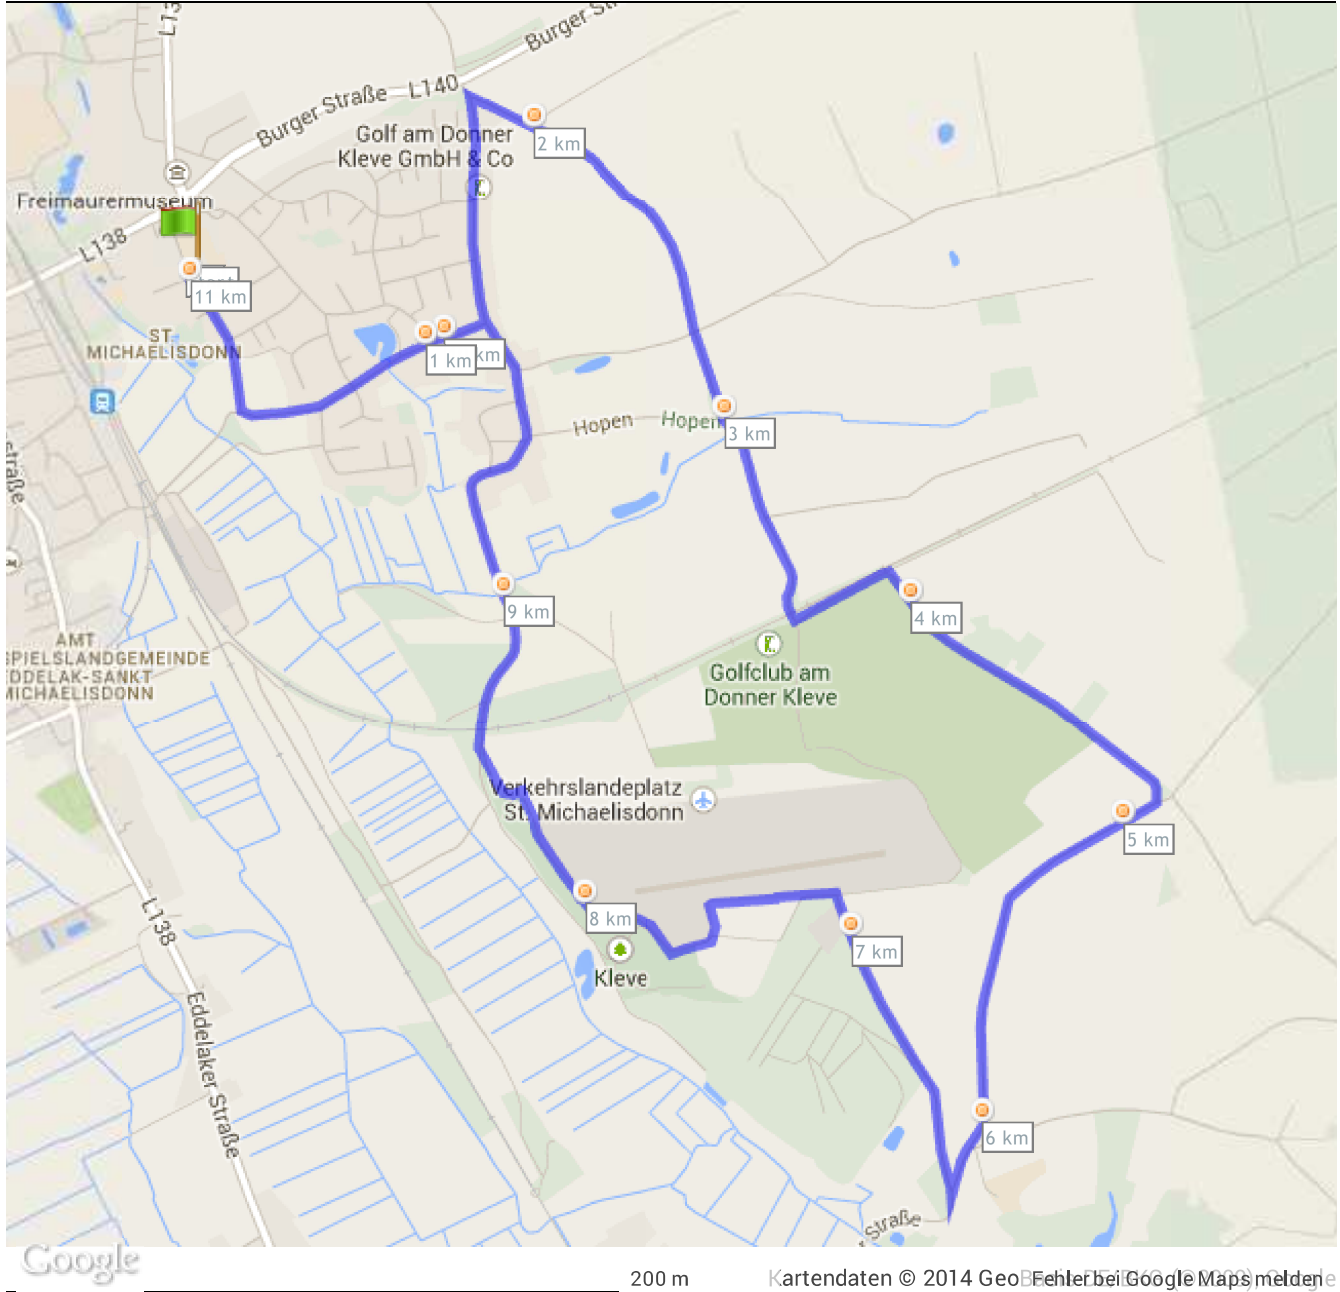 L13
Burger Straße
L140
Burger Str
Golf am Donner
Kleve GmbH & Co
2 km
Freimaurermuseum
L138
11 km
ST.
MICHAELISDONN
1 km
km
Hopen
Hopen
3 km
straße
9 km
4 km
AMT
SPIELSLANDGEMEINDE
EDDELAK-SANKT
MICHAELISDONN
Golfclub am
Donner Kleve
Verkehrslandeplatz
St. Michaelisdonn
5 km
8 km
L138
7 km
Kleve
Eddelaker Straße
6 km
Straße
Google
200 m
Kartendaten © 2014 Geo
Fehler bei Google Maps melden